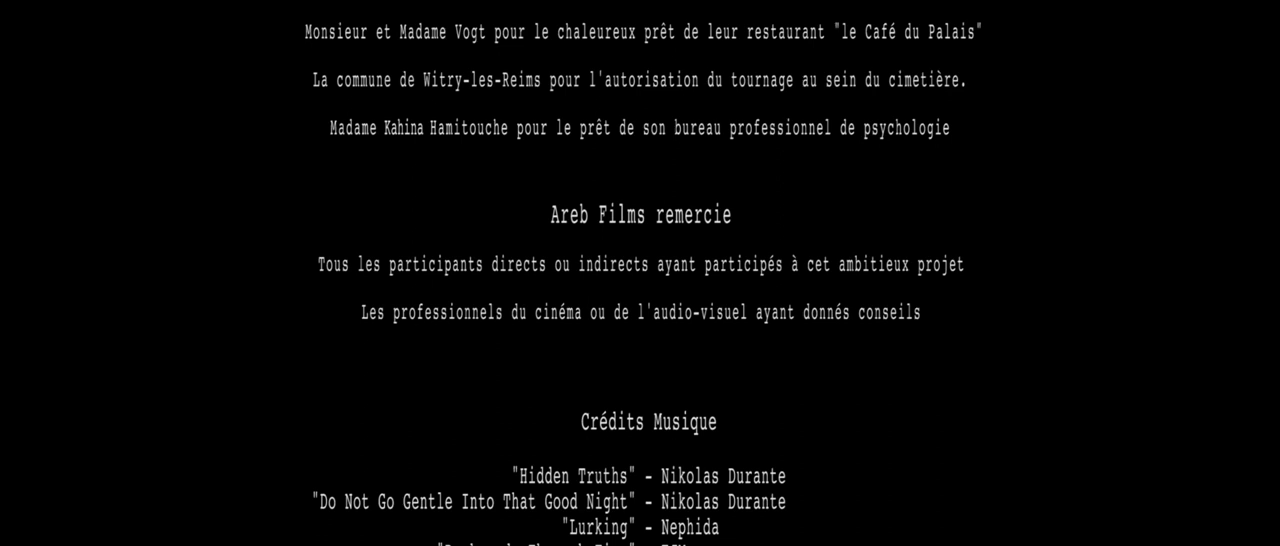 Monsieur et Madame Vogt pour le chaleureux prêt de leur restaurant "le Café du Palais"
La commune de Witry-les-Reims pour l'autorisation du tournage au sein du cimetière.
Madame Kahina Hamitouche pour le prêt de son bureau professionnel de psychologie
Areb Films remercie
Tous les participants directs ou indirects ayant participés à cet ambitieux projet
Les professionnels du cinéma ou de l'audio-visuel ayant donnés conseils
Crédits Musique
"Hidden Truths" - Nikolas Durante
"Do Not Go Gentle Into That Good Night" - Nikolas Durante
"Lurking" - Nephida